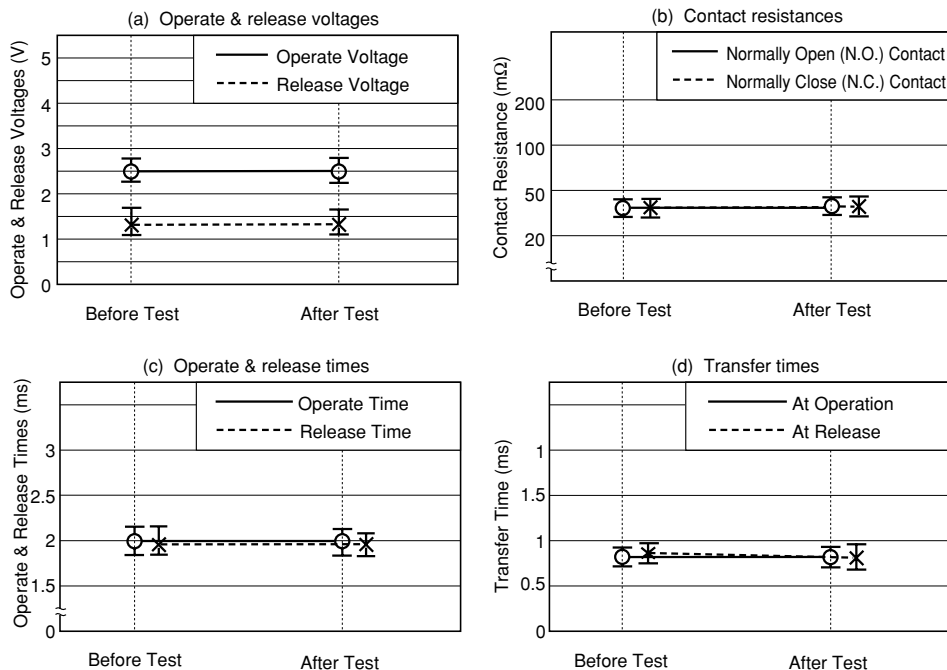 (a) Operate & release voltages
Operate & Release Voltages (V)
5
4
3
2
1
0
Operate Voltage
Release Voltage
Before Test
After Test
(b) Contact resistances
Contact Resistance (mΩ)
200
100
50
20
Normally Open (N.O.) Contact
Normally Close (N.C.) Contact
Before Test
After Test
(c) Operate & release times
Operate & Release Times (ms)
3
2.5
2
1.5
0
Operate Time
Release Time
Before Test
After Test
(d) Transfer times
Transfer Time (ms)
1
1
0.5
0
At Operation
At Release
Before Test
After Test